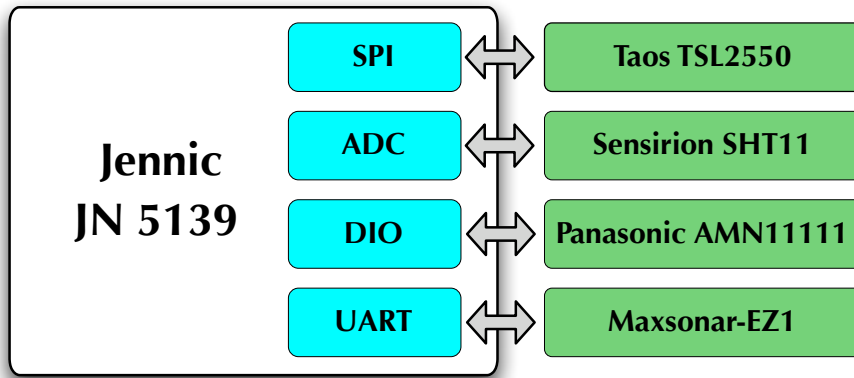 Jennic
JN 5139
SPI
Taos TSL2550
ADC
Sensirion SHT11
DIO
Panasonic AMN11111
UART
Maxsonar-EZ1